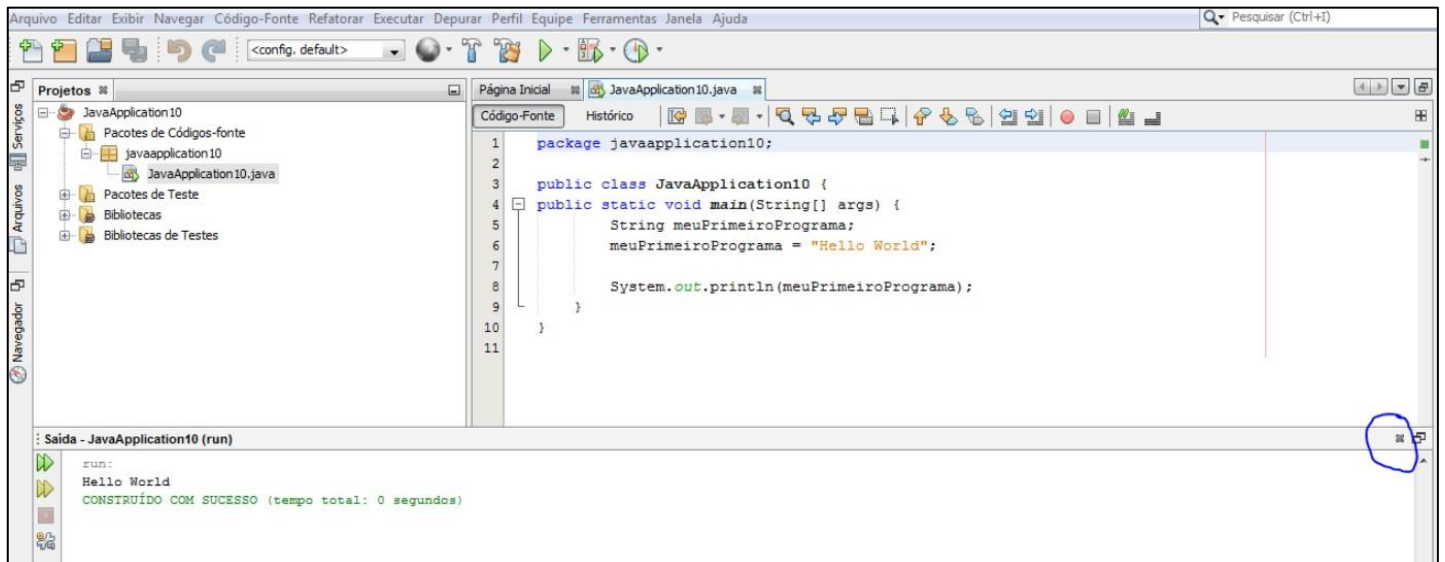 Arquivo Editar Exibir Navegar Código-Fonte Refatorar Executar Depurar Perfil Equipe Ferramentas Janela Ajuda
Pesquisar (Ctrl+I)
<config. default>
Projetos
Serviços
Arquivos
Navegador
JavaApplication10
Pacotes de Códigos-fonte
javaapplication10
JavaApplication10.java
Pacotes de Teste
Bibliotecas
Bibliotecas de Testes
Página Inicial JavaApplication10.java
Código-Fonte Histórico
1 package javaapplication10;
2
3 public class JavaApplication10 {
4 public static void main(String[] args) {
5 String meuPrimeiroPrograma;
6 meuPrimeiroPrograma = "Hello World";
7
8 System.out.println(meuPrimeiroPrograma);
9 }
10 }
11
Saída - JavaApplication10 (run)
run:
Hello World
CONSTRUÍDO COM SUCESSO (tempo total: 0 segundos)